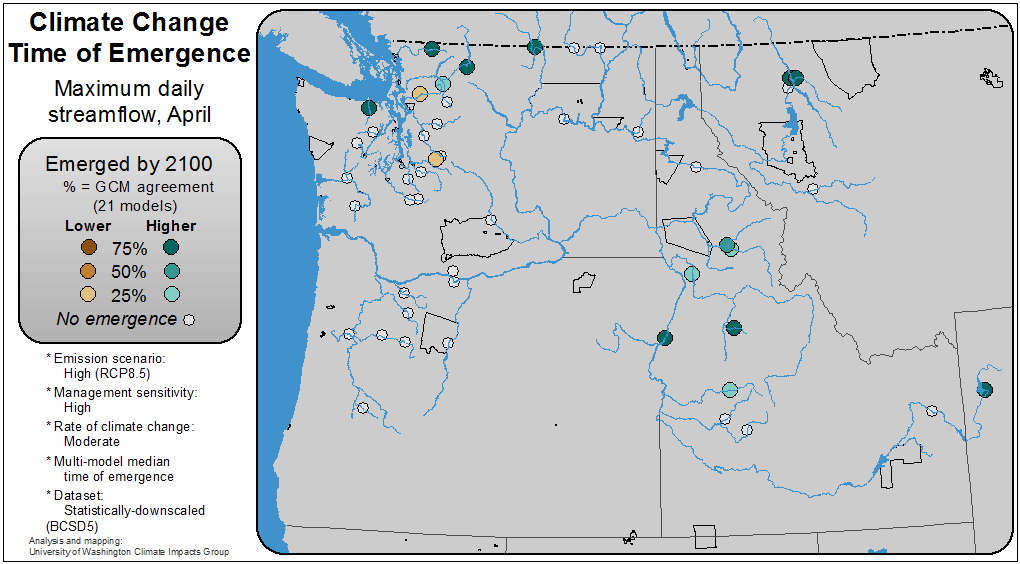 Climate Change
Time of Emergence
Maximum daily
streamflow, April
Emerged by 2100
% = GCM agreement
(21 models)
Lower Higher
75%
50%
25%
No emergence
* Emission scenario:
High (RCP8.5)
* Management sensitivity:
High
* Rate of climate change:
Moderate
* Multi-model median
time of emergence
* Dataset:
Statistically-downscaled
(BCSD5)
Analysis and mapping:
University of Washington Climate Impacts Group